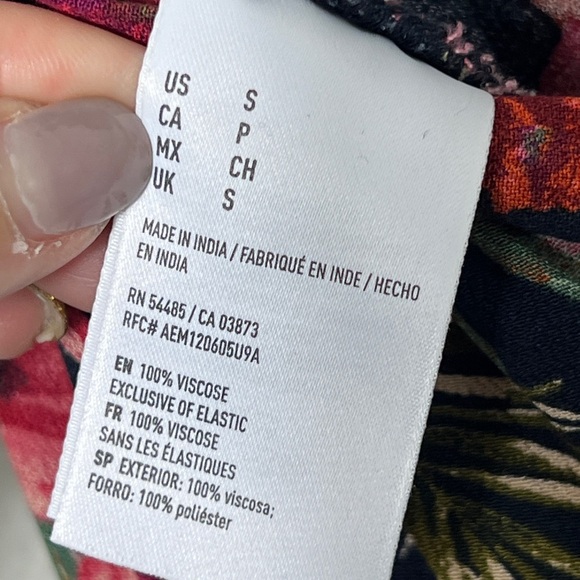 US S
CA P
MX CH
UK S
MADE IN INDIA / FABRIQUÉ EN INDE / HECHO
EN INDIA
RN 54485 / CA 03873
RFC# AEM120605U9A
EN 100% VISCOSE
EXCLUSIVE OF ELASTIC
FR 100% VISCOSE
SANS LES ÉLASTIQUES
SP EXTERIOR: 100% viscosa;
FORRO: 100% poliéster